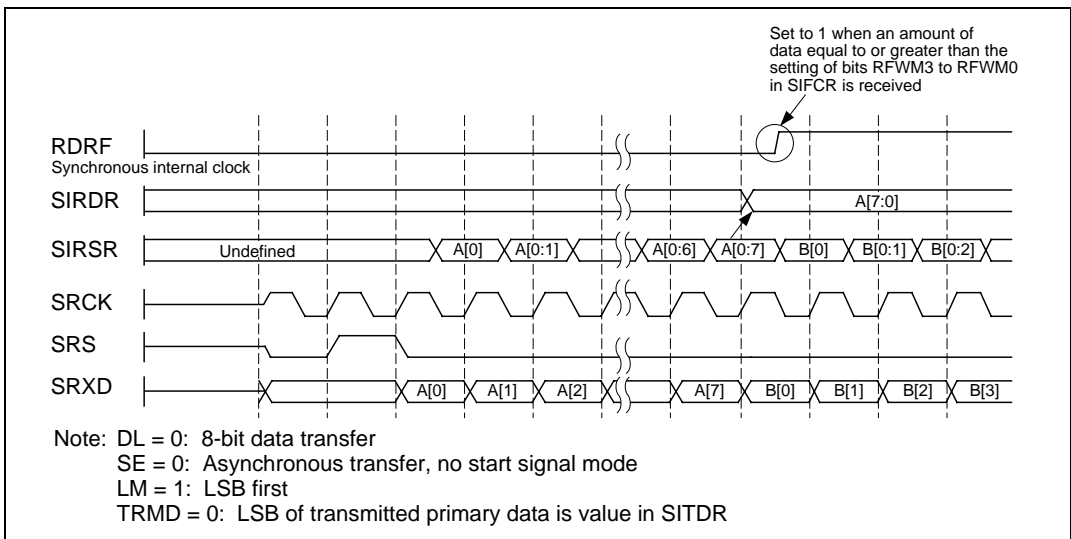 Set to 1 when an amount of
data equal to or greater than the
setting of bits RFWM3 to RFWM0
in SIFCR is received
RDRF
Synchronous internal clock
SIRDR A[7:0]
SIRSR Undefined A[0] A[0:1] A[0:6] A[0:7] B[0] B[0:1] B[0:2]
SRCK
SRS
SRXD A[0] A[1] A[2] A[7] B[0] B[1] B[2] B[3]
Note: DL = 0: 8-bit data transfer
SE = 0: Asynchronous transfer, no start signal mode
LM = 1: LSB first
TRMD = 0: LSB of transmitted primary data is value in SITDR